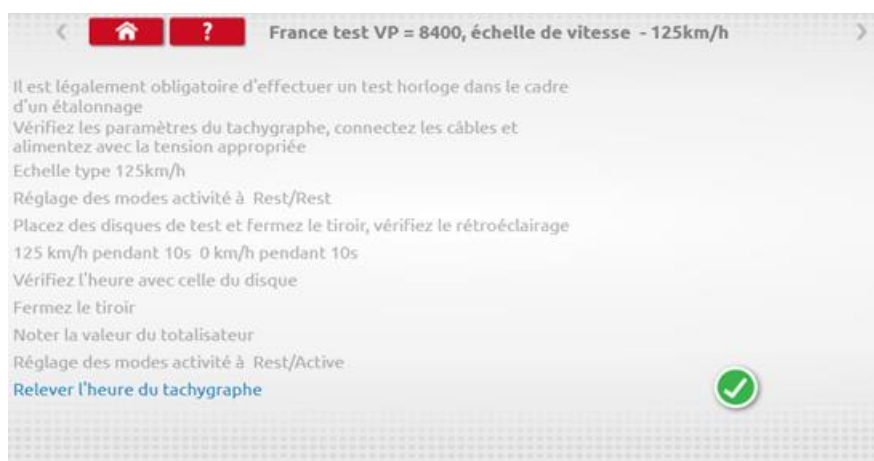 ? France test VP = 8400, échelle de vitesse - 125km/h
Il est légalement obligatoire d'effectuer un test horloge dans le cadre
d'un étalonnage
Vérifiez les paramètres du tachygraphe, connectez les câbles et
alimentez avec la tension appropriée
Echelle type 125km/h
Réglage des modes activité à Rest/Rest
Placez des disques de test et fermez le tiroir, vérifiez le rétroéclairage
125 km/h pendant 10s 0 km/h pendant 10s
Vérifiez l'heure avec celle du disque
Fermez le tiroir
Noter la valeur du totalisateur
Réglage des modes activité à Rest/Active
Relever l'heure du tachygraphe